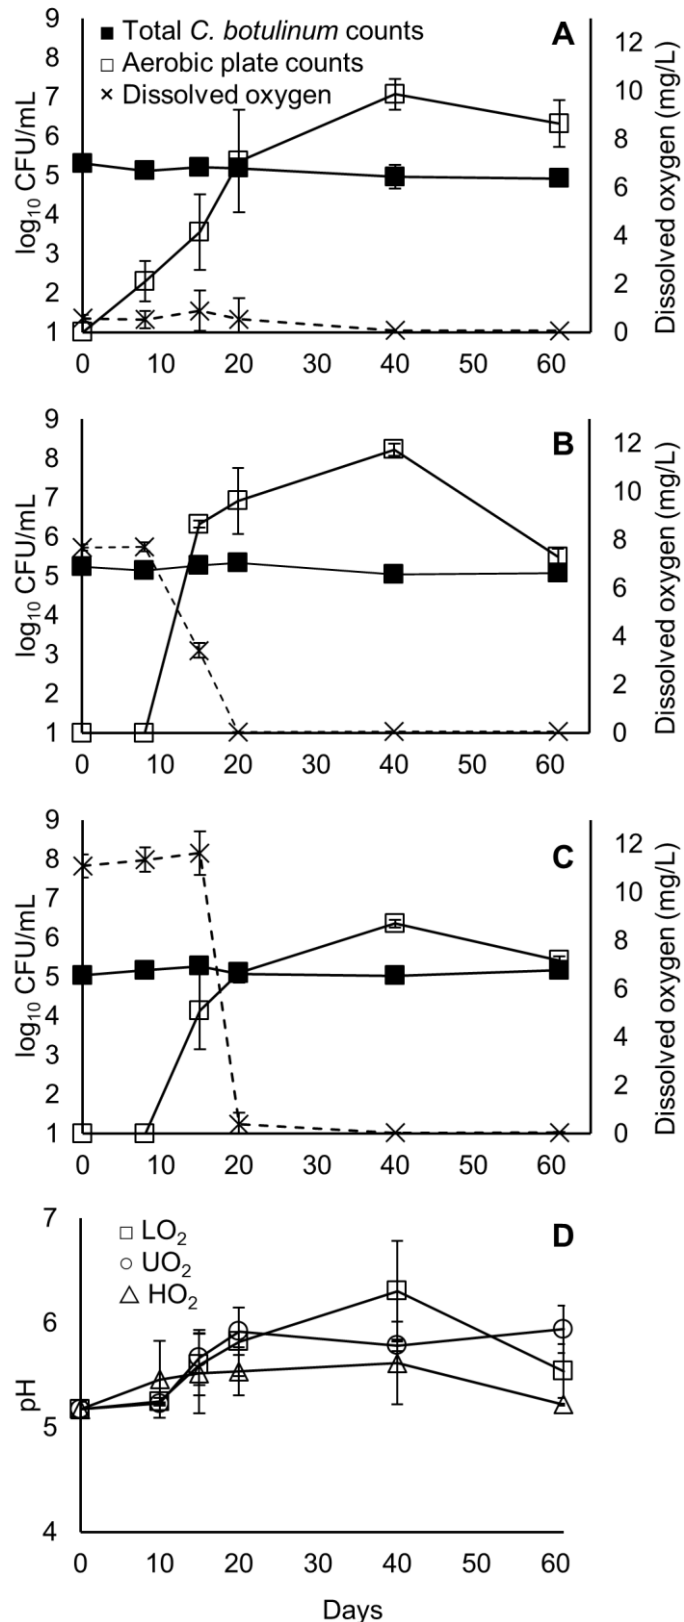 A
■ Total C. botulinum counts
□ Aerobic plate counts
× Dissolved oxygen
log₁₀ CFU/mL
9
8
7
6
5
4
3
2
1
12
10
8
6
4
2
0
Dissolved oxygen (mg/L)
0 10 20 30 40 50 60
B
log₁₀ CFU/mL
9
8
7
6
5
4
3
2
1
12
10
8
6
4
2
0
Dissolved oxygen (mg/L)
0 10 20 30 40 50 60
C
log₁₀ CFU/mL
9
8
7
6
5
4
3
2
1
12
10
8
6
4
2
0
Dissolved oxygen (mg/L)
0 10 20 30 40 50 60
D
□ LO₂
○ UO₂
△ HO₂
pH
7
6
5
4
0 10 20 30 40 50 60
Days